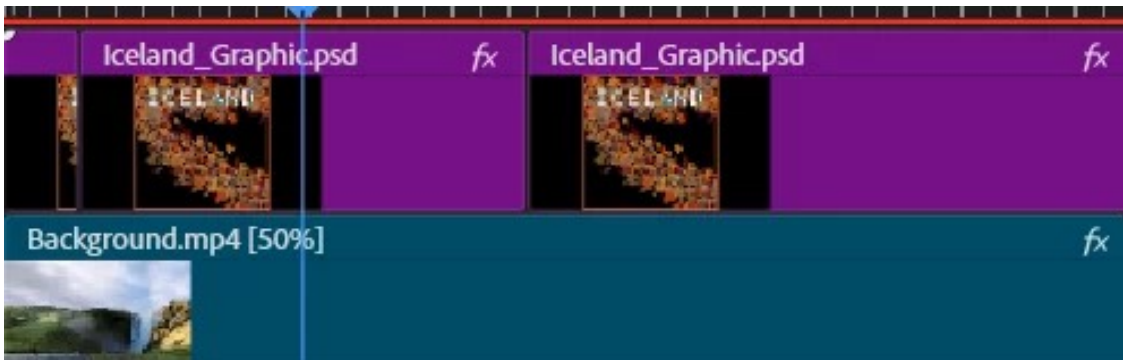 Iceland_Graphic.psd fx
Iceland_Graphic.psd fx
ICELAND
ICELAND
Background.mp4 [50%] fx